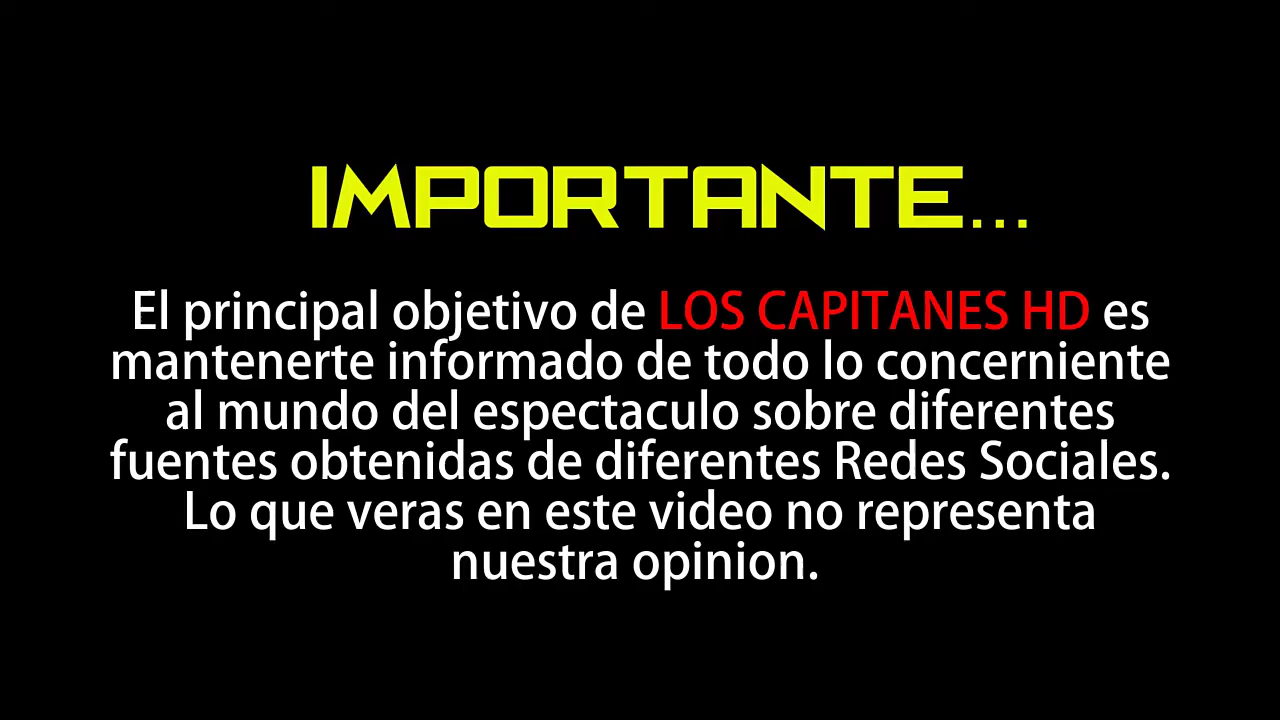 IMPORTANTE...
El principal objetivo de LOS CAPITANES HD es
mantenerte informado de todo lo concerniente
al mundo del espectaculo sobre diferentes
fuentes obtenidas de diferentes Redes Sociales.
Lo que veras en este video no representa
nuestra opinion.